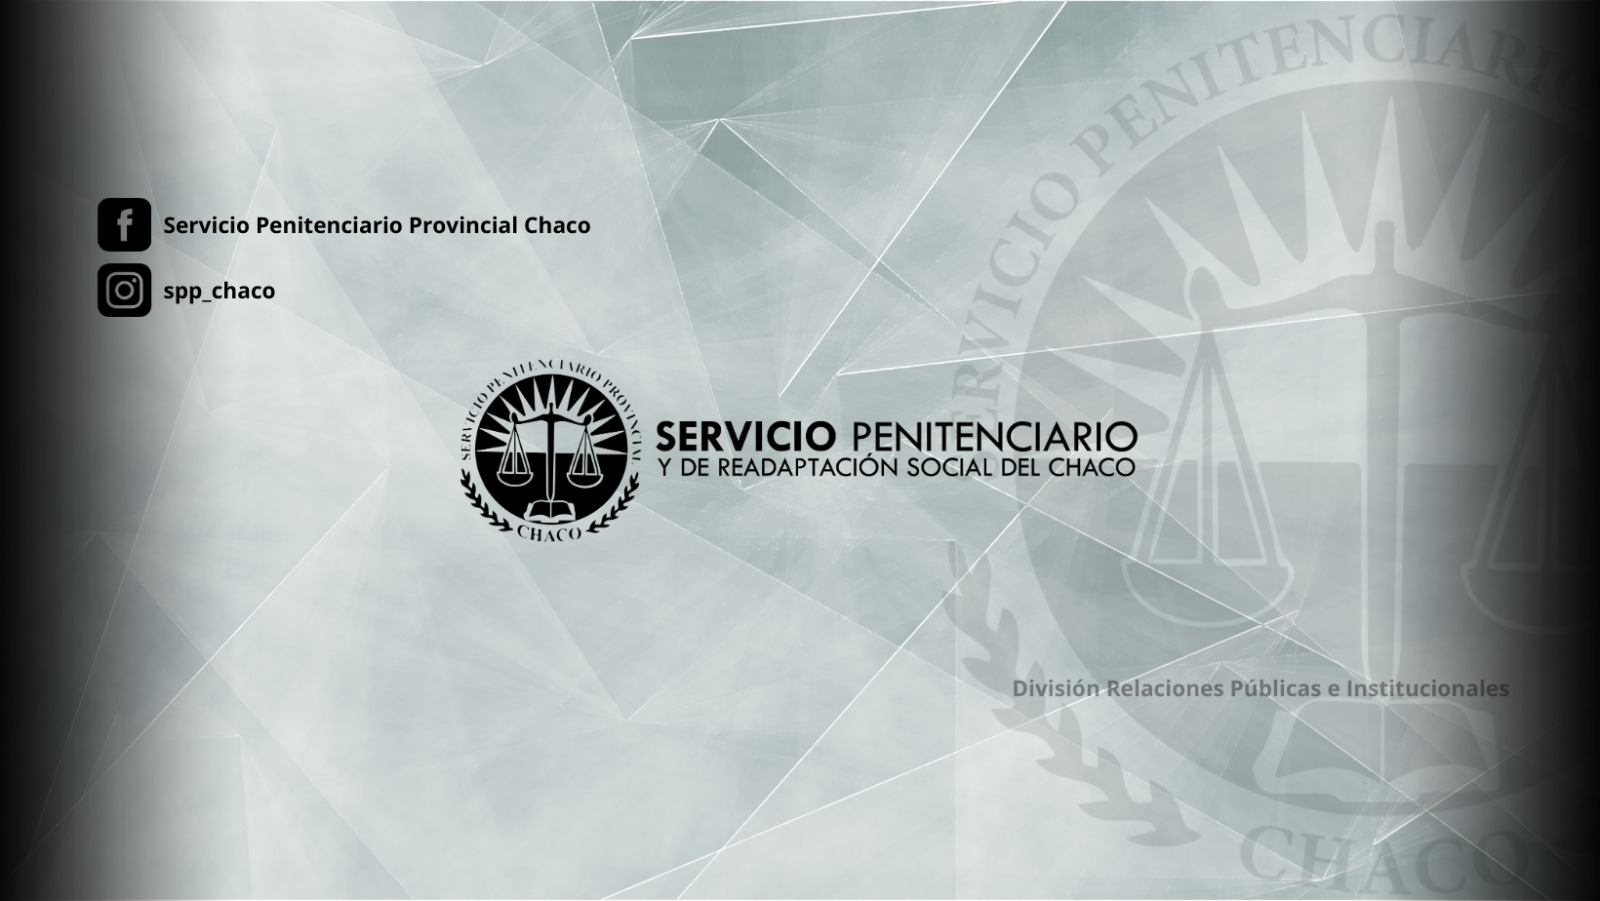 SERVICIO PENITENCIARIO
Servicio Penitenciario Provincial Chaco
spp_chaco
SERVICIO PENITENCIARIO PROVINCIAL
CHACO
SERVICIO PENITENCIARIO
Y DE READAPTACIÓN SOCIAL DEL CHACO
División Relaciones Públicas e Institucionales
CHACO